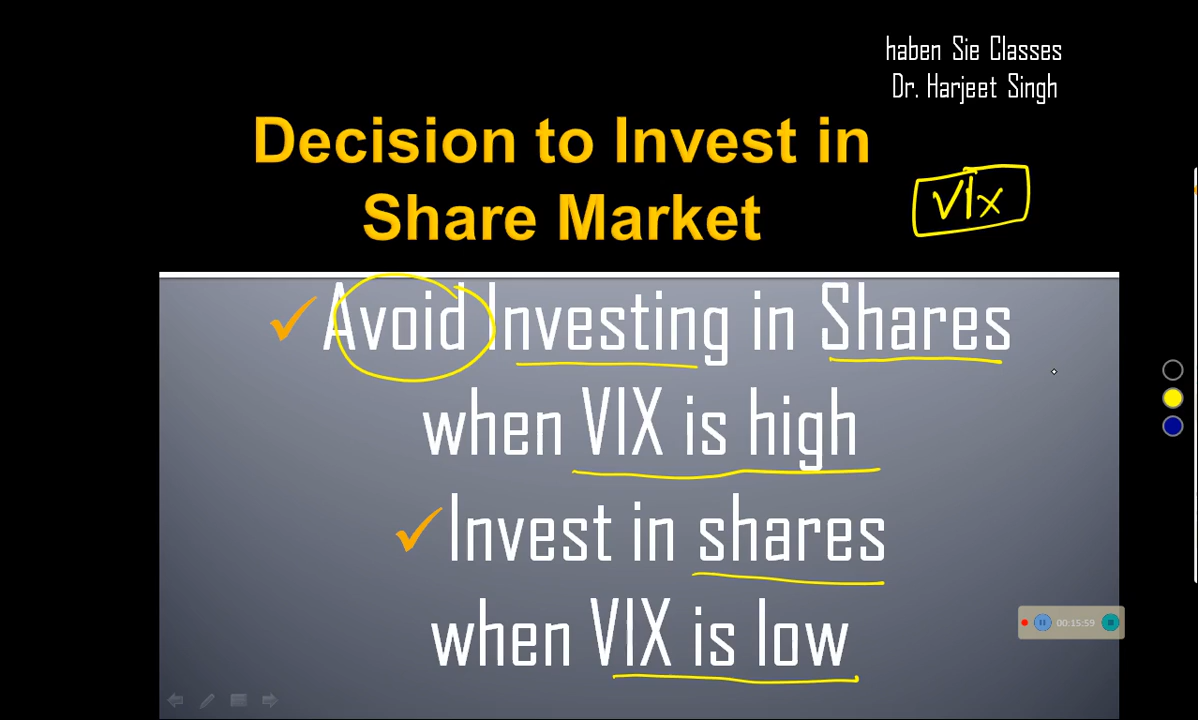 haben Sie Classes
Dr. Harjeet Singh
Decision to Invest in
Share Market
VIX
Avoid Investing in Shares
when VIX is high
Invest in shares
when VIX is low
00:15:59